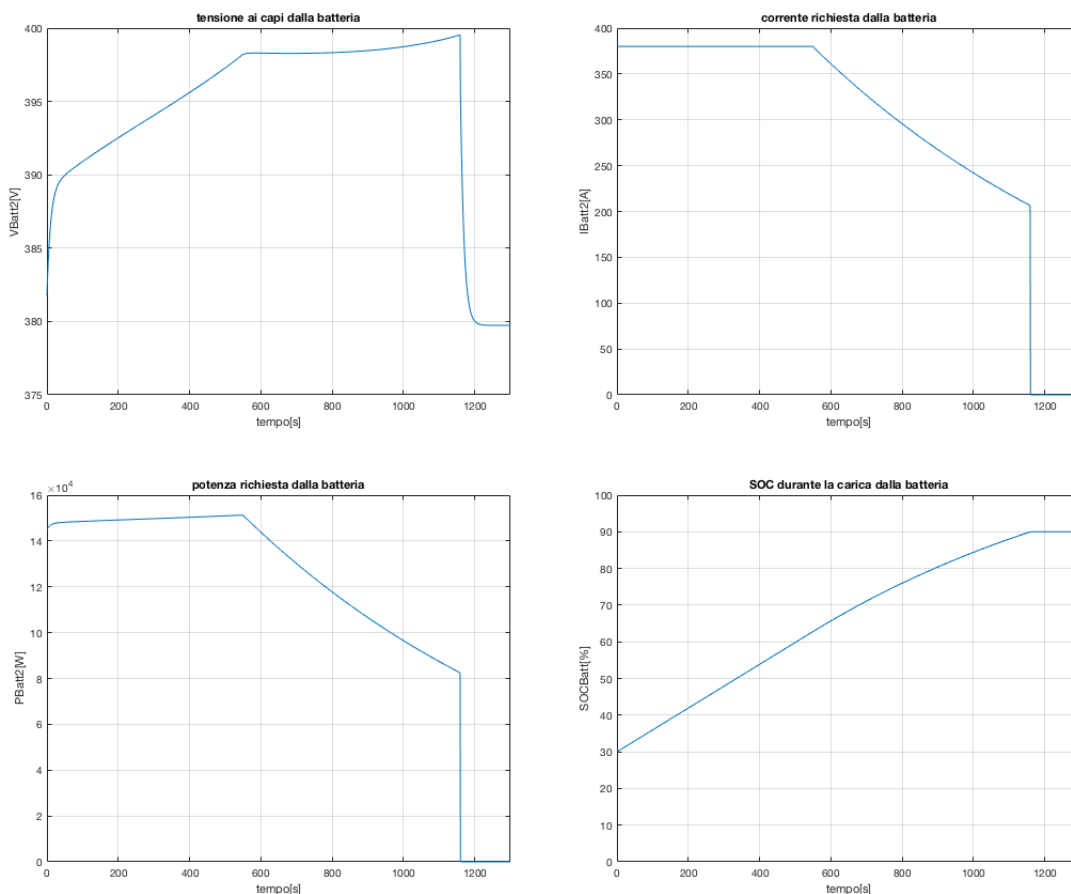 tensione ai capi dalla batteria
400
395
390
385
380
375
VBatt2[V]
0 200 400 600 800 1000 1200
tempo[s]
corrente richiesta dalla batteria
400
350
300
250
200
150
100
50
0
IBatt2[A]
0 200 400 600 800 1000 1200
tempo[s]
potenza richiesta dalla batteria
×10⁴
16
14
12
10
8
6
4
2
0
PBatt2[W]
0 200 400 600 800 1000 1200
tempo[s]
SOC durante la carica dalla batteria
100
90
80
70
60
50
40
30
20
10
0
SOCBatt[%]
0 200 400 600 800 1000 1200
tempo[s]